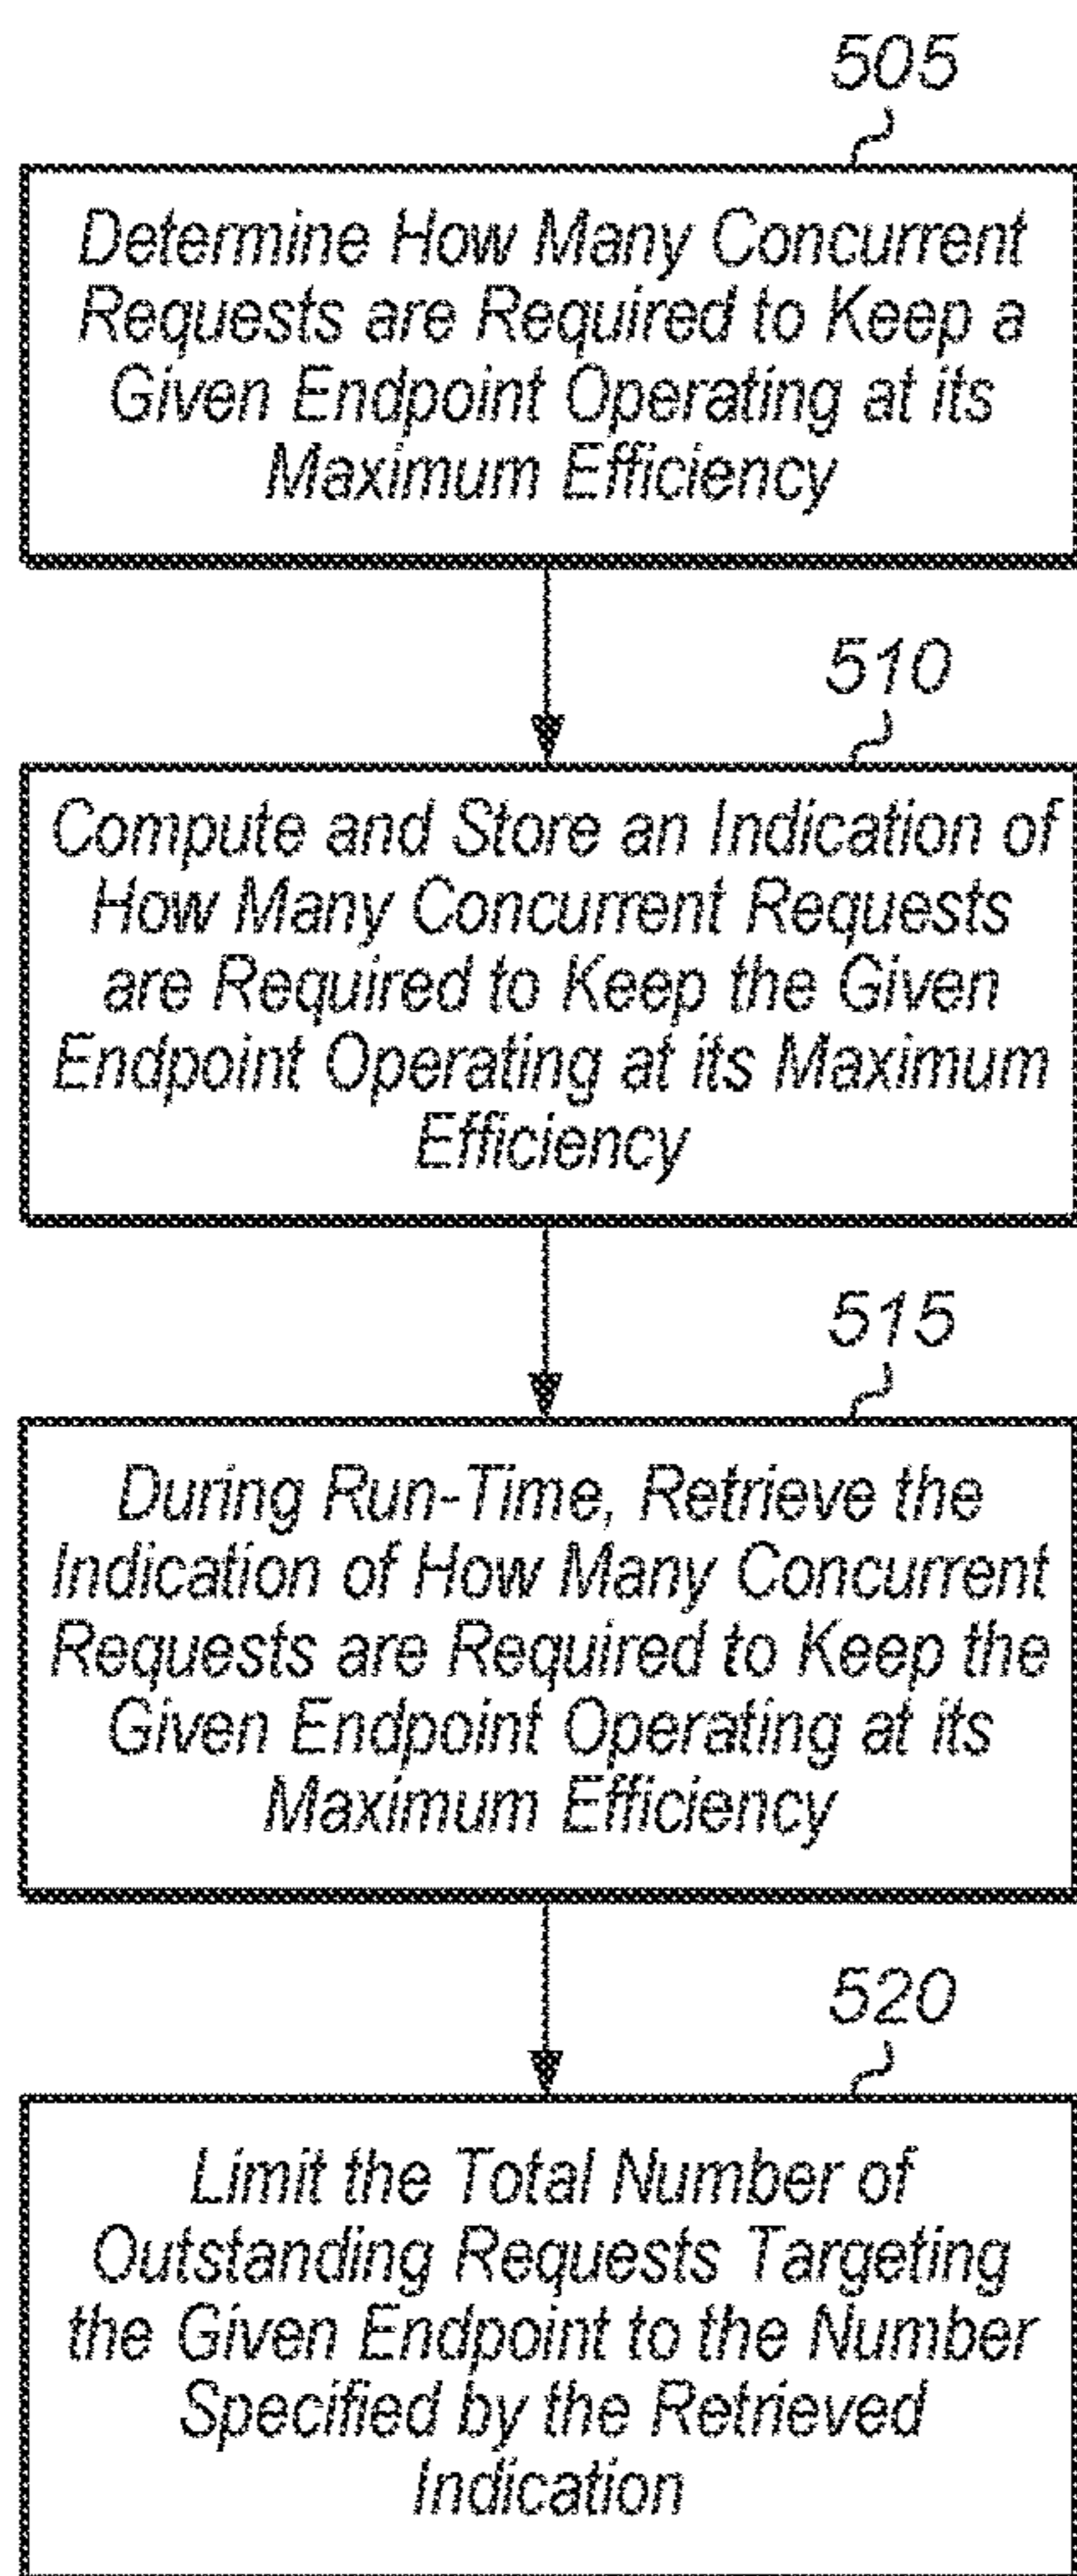 505
Determine How Many Concurrent
Requests are Required to Keep a
Given Endpoint Operating at its
Maximum Efficiency
510
Compute and Store an Indication of
How Many Concurrent Requests
are Required to Keep the Given
Endpoint Operating at its Maximum
Efficiency
515
During Run-Time, Retrieve the
Indication of How Many Concurrent
Requests are Required to Keep the
Given Endpoint Operating at its
Maximum Efficiency
520
Limit the Total Number of
Outstanding Requests Targeting
the Given Endpoint to the Number
Specified by the Retrieved
Indication